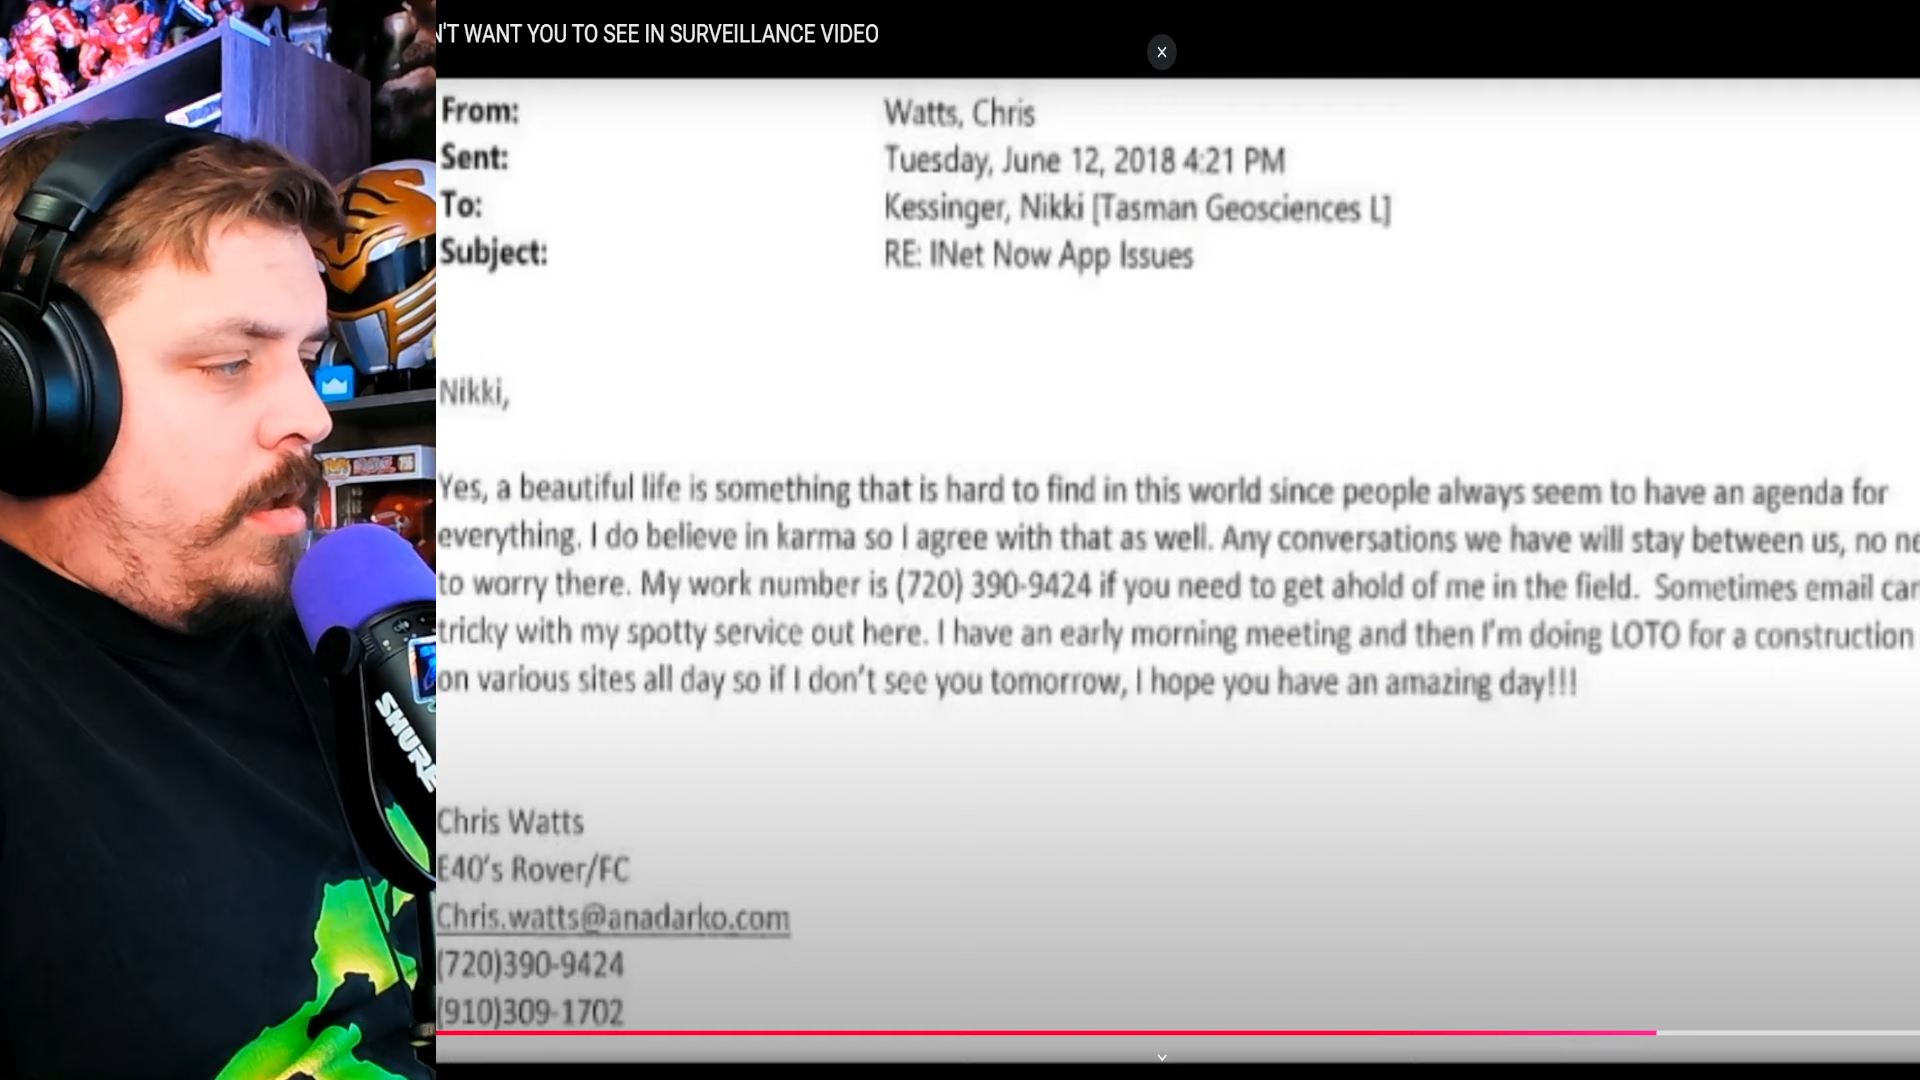 N'T WANT YOU TO SEE IN SURVEILLANCE VIDEO
From: Watts, Chris
Sent: Tuesday, June 12, 2018 4:21 PM
To: Kessinger, Nikki [Tasman Geosciences L]
Subject: RE: INet Now App Issues
Nikki,
Yes, a beautiful life is something that is hard to find in this world since people always seem to have an agenda for
everything. I do believe in karma so I agree with that as well. Any conversations we have will stay between us, no ne
to worry there. My work number is (720) 390-9424 if you need to get ahold of me in the field. Sometimes email can
tricky with my spotty service out here. I have an early morning meeting and then I'm doing LOTO for a construction
on various sites all day so if I don't see you tomorrow, I hope you have an amazing day!!!
Chris Watts
E40's Rover/FC
Chris.watts@anadarko.com
(720)390-9424
(910)309-1702
SHURE